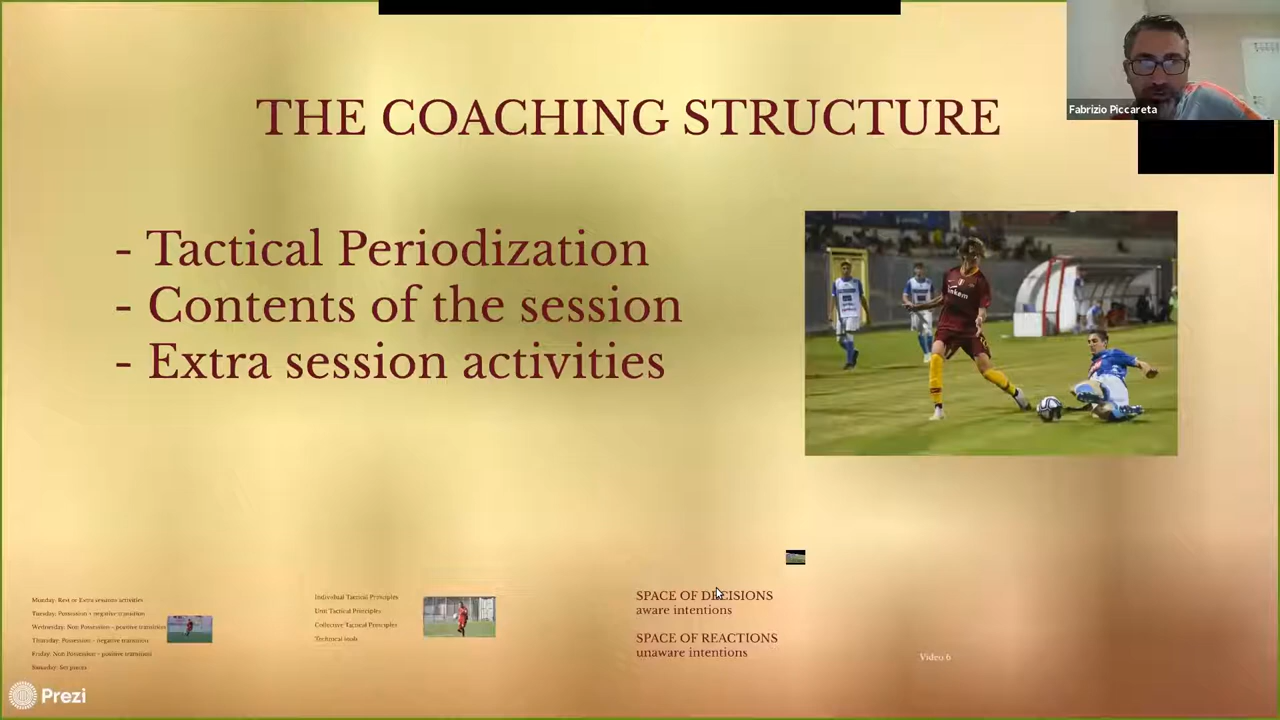 THE COACHING STRUCTURE
Fabrizio Piccareta
- Tactical Periodization
- Contents of the session
- Extra session activities
Monday: Rest or Extra sessions activities
Tuesday: Possession + negative transition
Wednesday: Non Possession - positive transition
Thursday: Possession - negative transition
Friday: Non Possession - positive transition
Saturday: Set pieces
Individual Tactical Principles
Unit Tactical Principles
Collective Tactical Principles
Technical tools
SPACE OF DECISIONS
aware intentions
SPACE OF REACTIONS
unaware intentions
Video 6
Prezi